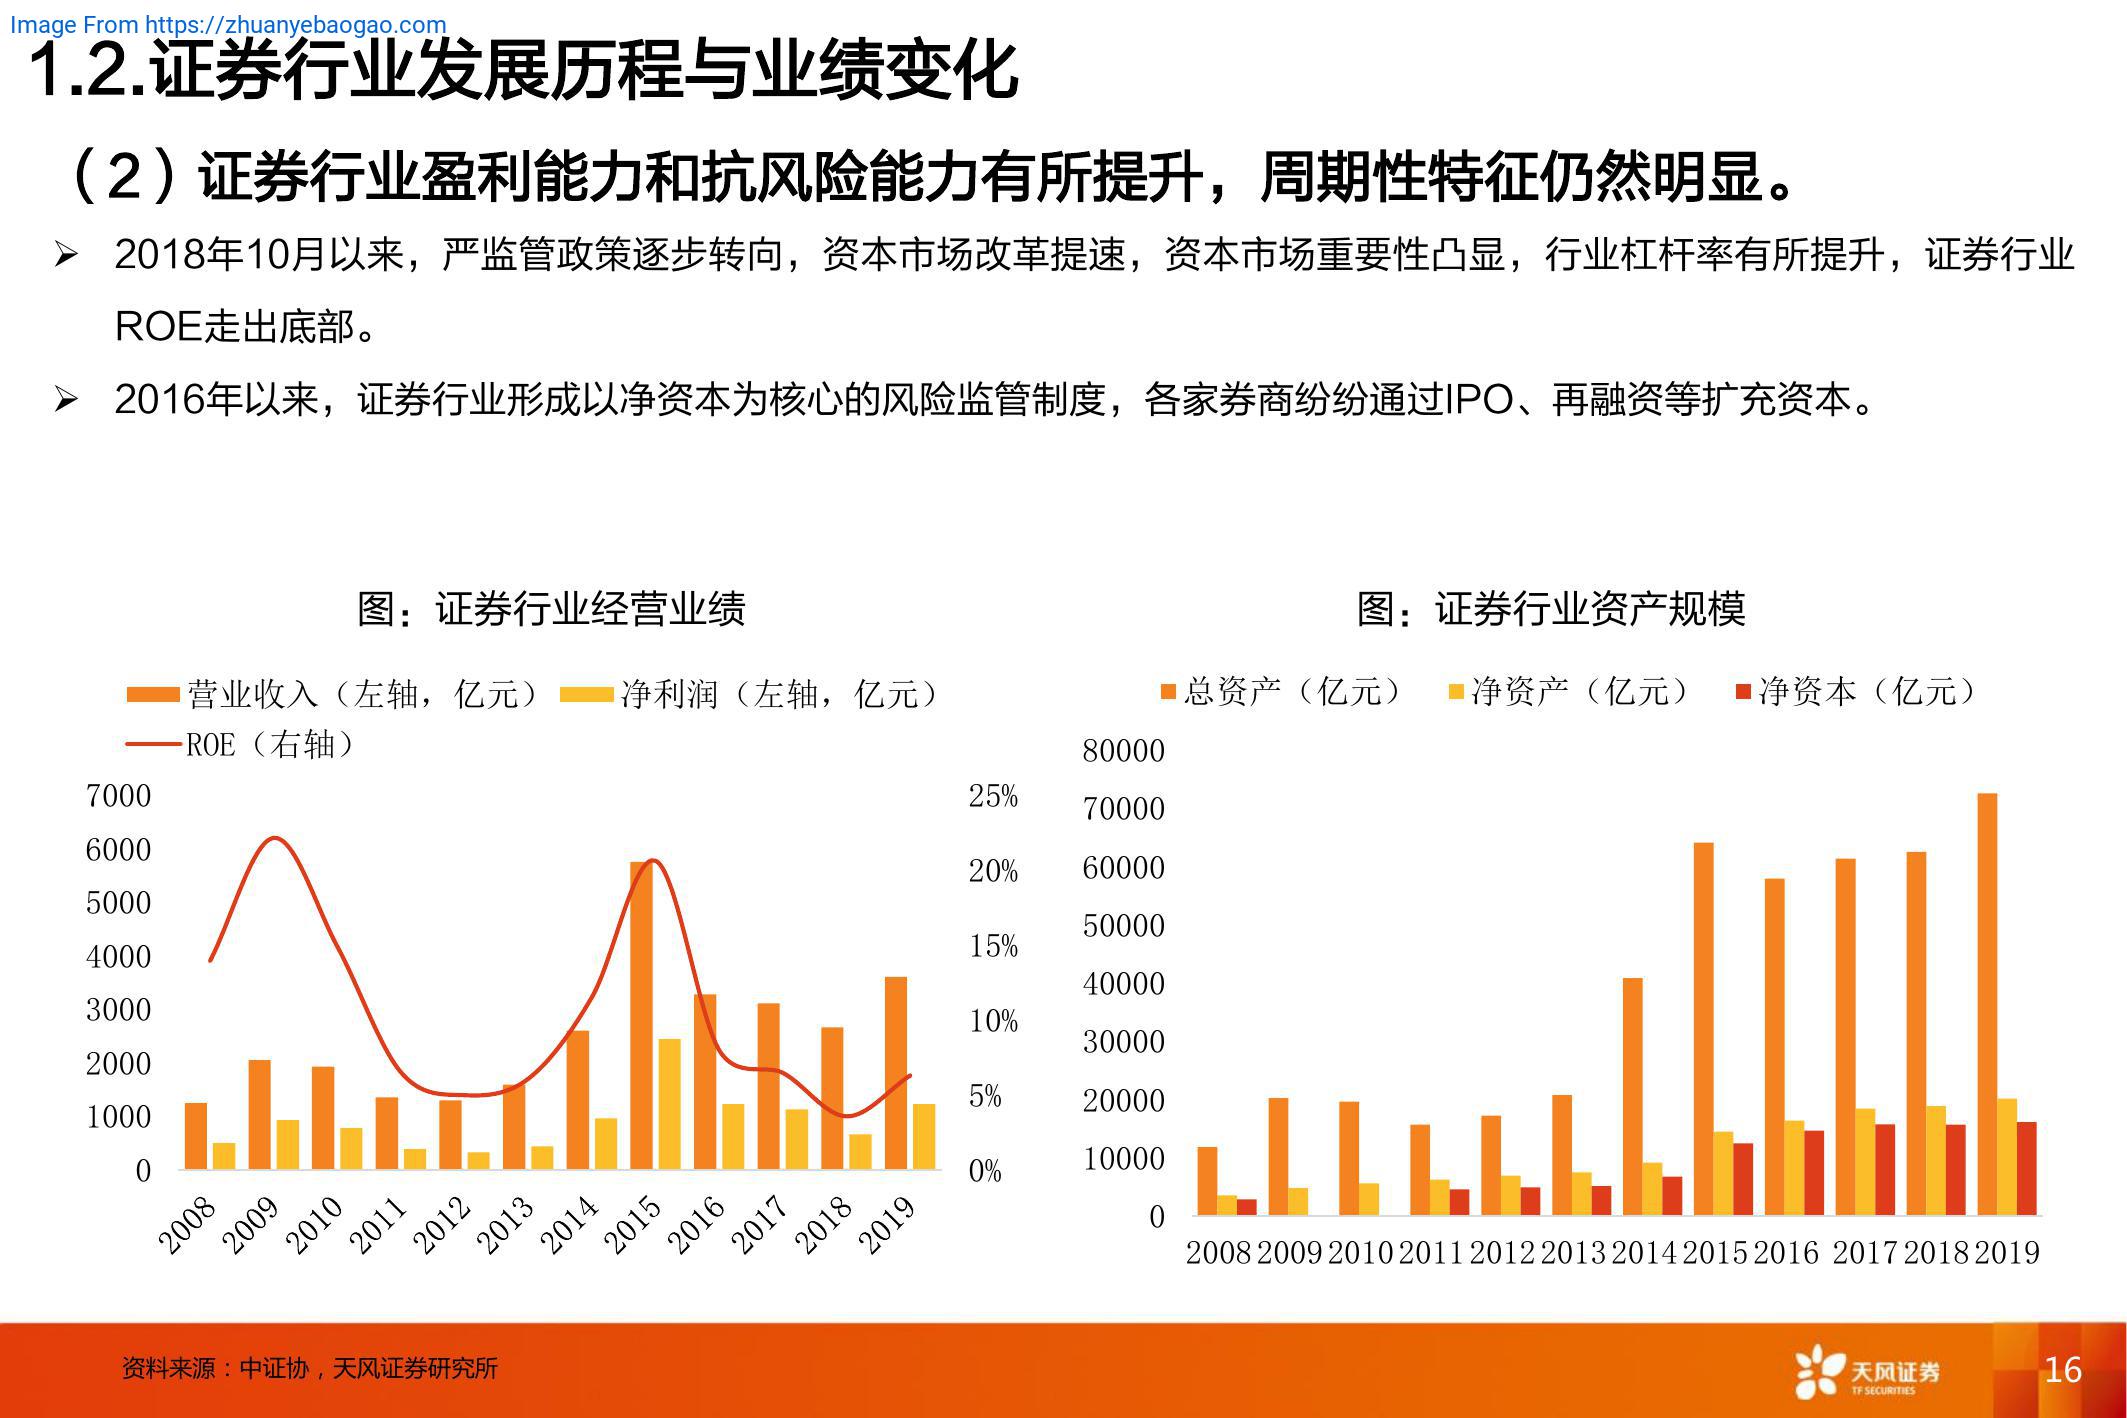 Image From https://zhuanyebaogao.com
1.2.证券行业发展历程与业绩变化
（2）证券行业盈利能力和抗风险能力有所提升，周期性特征仍然明显。
➢ 2018年10月以来，严监管政策逐步转向，资本市场改革提速，资本市场重要性凸显，行业杠杆率有所提升，证券行业
ROE走出底部。
➢ 2016年以来，证券行业形成以净资本为核心的风险监管制度，各家券商纷纷通过IPO、再融资等扩充资本。
图：证券行业经营业绩
营业收入（左轴，亿元） 净利润（左轴，亿元）
ROE（右轴）
7000 25%
6000
5000 20%
4000 15%
3000 10%
2000
1000 5%
0 0%
2008 2009 2010 2011 2012 2013 2014 2015 2016 2017 2018 2019
图：证券行业资产规模
总资产（亿元） 净资产（亿元） 净资本（亿元）
80000
70000
60000
50000
40000
30000
20000
10000
0
2008 2009 2010 2011 2012 2013 2014 2015 2016 2017 2018 2019
资料来源：中证协，天风证券研究所
天风证券
TF SECURITIES
16